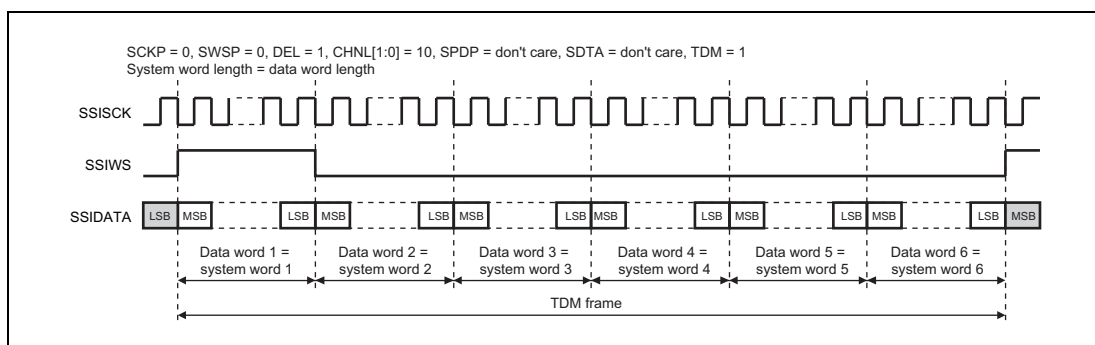 SCKP = 0, SWSP = 0, DEL = 1, CHNL[1:0] = 10, SPDP = don't care, SDTA = don't care, TDM = 1
System word length = data word length
SSISCK
SSIWS
SSIDATA LSB MSB LSB MSB LSB MSB LSB MSB LSB MSB LSB MSB LSB MSB
Data word 1 = Data word 2 = Data word 3 = Data word 4 = Data word 5 = Data word 6 =
system word 1 system word 2 system word 3 system word 4 system word 5 system word 6
TDM frame